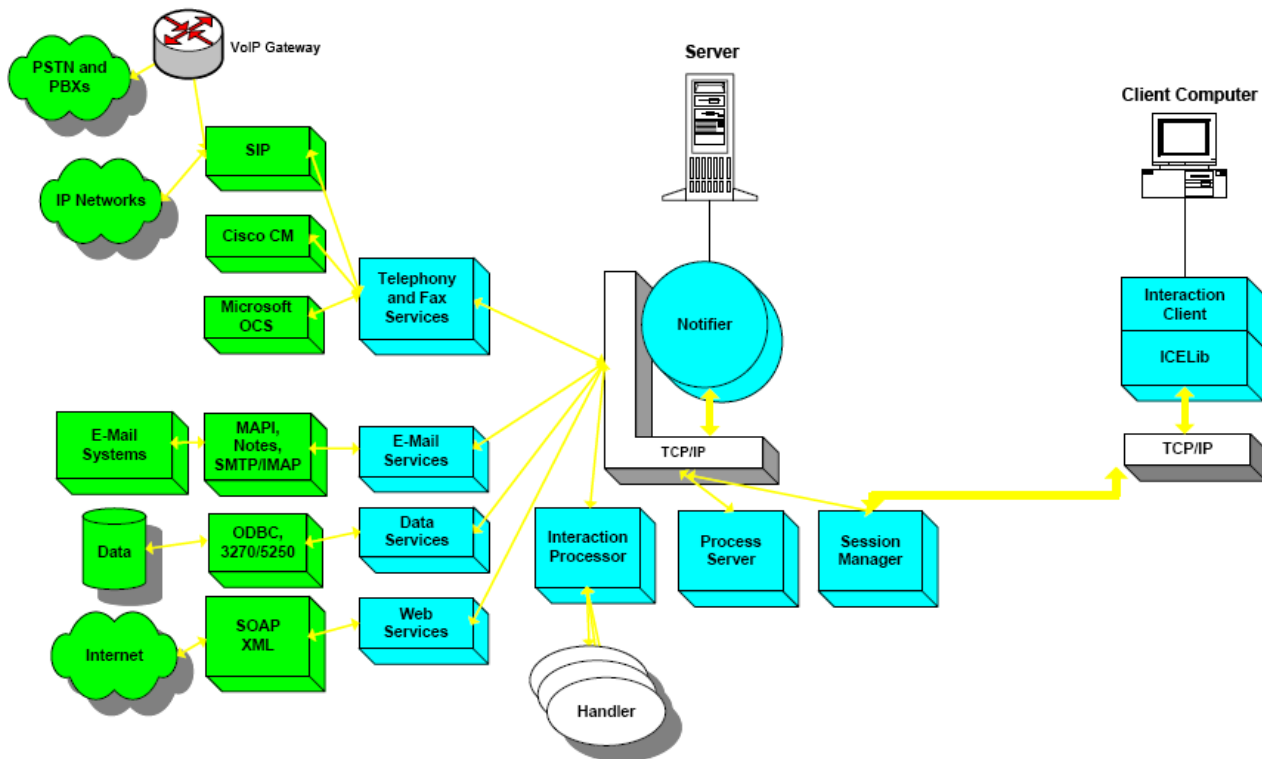 VoIP Gateway
PSTN and
PBXs
Server
Client Computer
SIP
IP Networks
Cisco CM
Telephony
and Fax
Services
Microsoft
OCS
Notifier
Interaction
Client
ICELib
E-Mail
Systems
MAPI,
Notes,
SMTP/IMAP
E-Mail
Services
TCP/IP
TCP/IP
Data
ODBC,
3270/5250
Data
Services
Interaction
Processor
Process
Server
Session
Manager
Internet
SOAP
XML
Web
Services
Handler